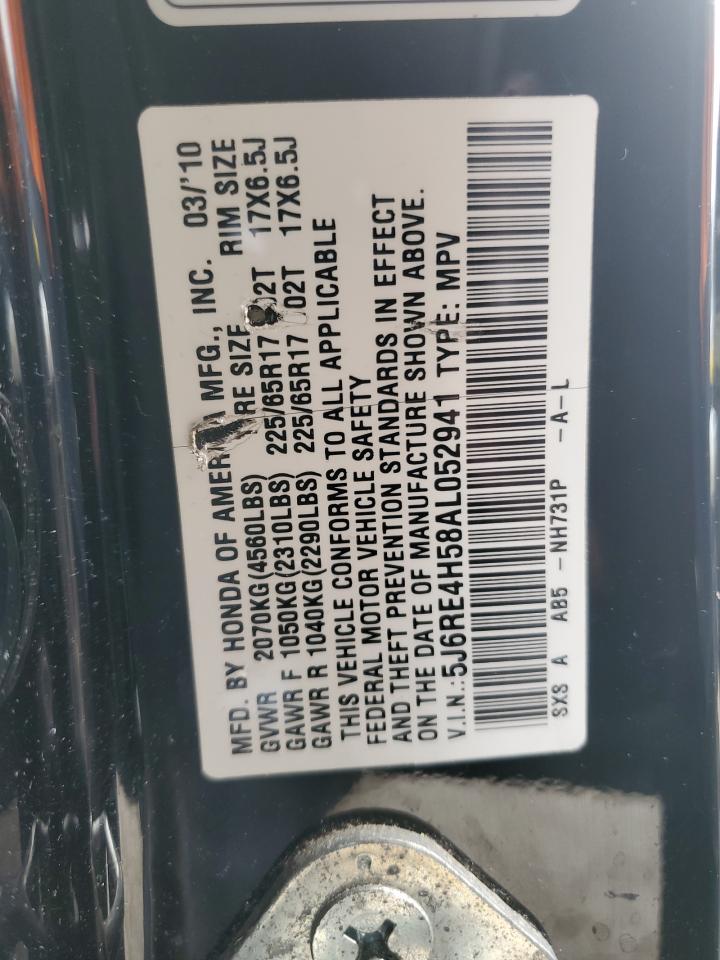 MFD. BY HONDA OF AMER A MFG., INC. 03/'10
RE SIZE RIM SIZE
GVWR 2070KG(4560LBS) 225/65R17 02T 17X6.5J
GAWR F 1050KG(2310LBS) 225/65R17 02T 17X6.5J
GAWR R 1040KG(2290LBS)
THIS VEHICLE CONFORMS TO ALL APPLICABLE
FEDERAL MOTOR VEHICLE SAFETY
AND THEFT PREVENTION STANDARDS IN EFFECT
ON THE DATE OF MANUFACTURE SHOWN ABOVE.
V.I.N.:5J6RE4H58AL052941 TYPE: MPV
SXS A AB5 -NH731P -A-L